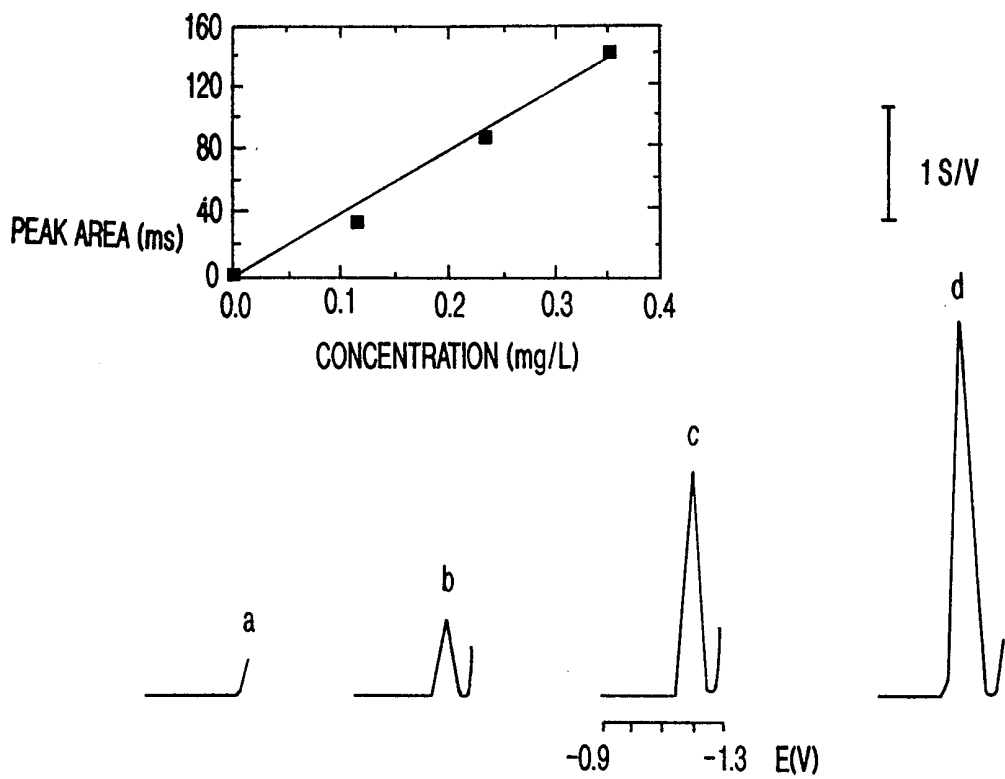 160
120
80
40
0
PEAK AREA (ms)
0.0 0.1 0.2 0.3 0.4
CONCENTRATION (mg/L)
1 S/V
a
b
c
d
-0.9 -1.3 E(V)